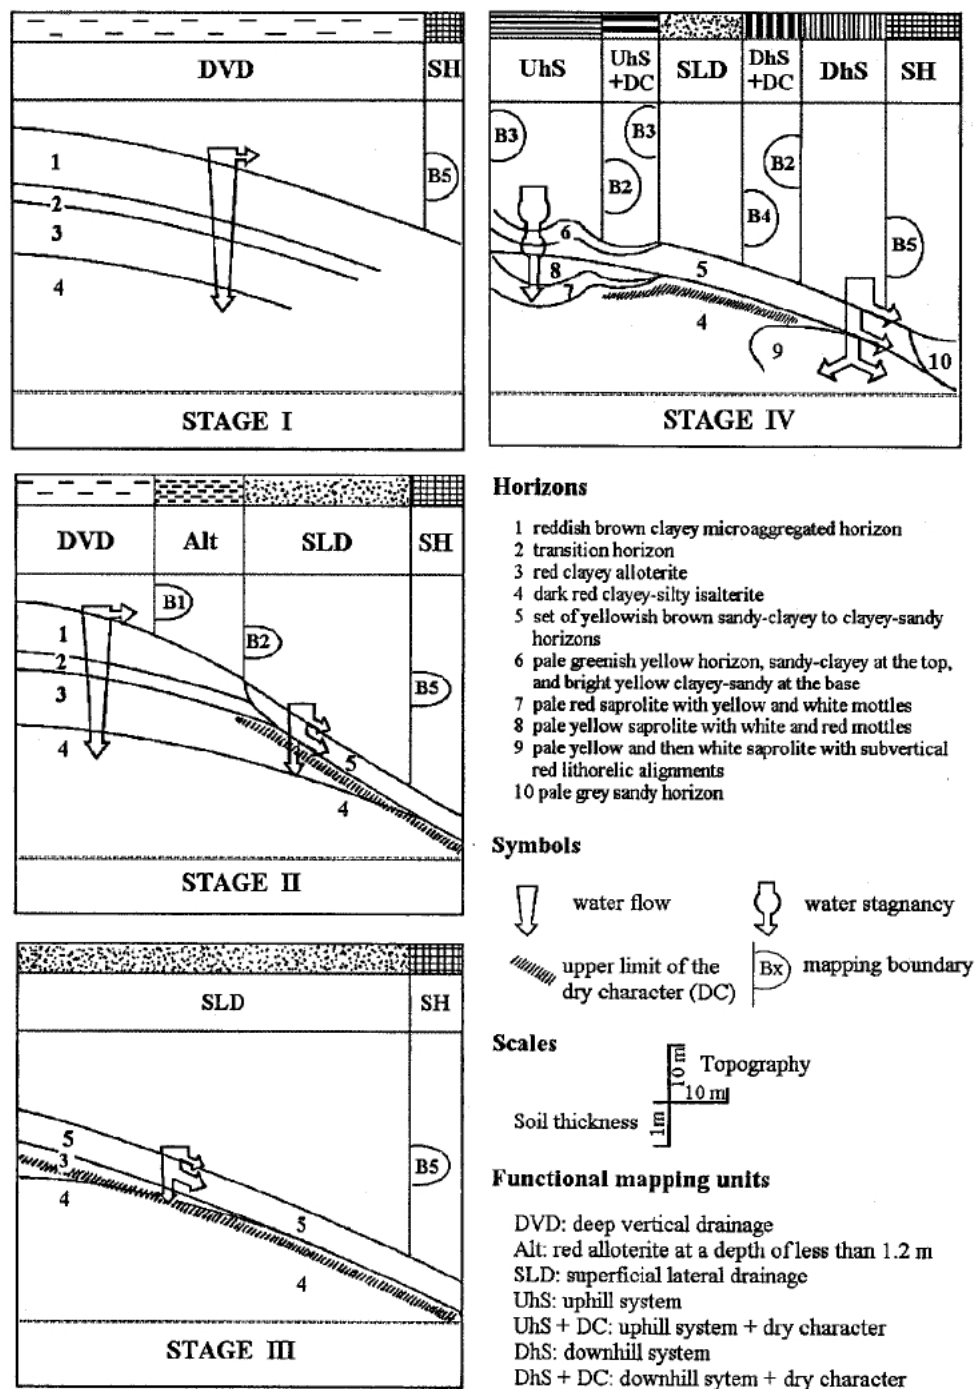 DVD
SH
1
2
3
4
B5
STAGE I
UhS
UhS
+DC
SLD
DhS
+DC
DhS
SH
B3
B3
B2
B2
B4
B5
6
8
7
5
4
9
10
STAGE IV
DVD
Alt
SLD
SH
B1
B2
B5
1
2
3
4
5
4
STAGE II
SLD
SH
5
3
4
5
4
B5
STAGE III
Horizons
1 reddish brown clayey microaggregated horizon
2 transition horizon
3 red clayey alloterite
4 dark red clayey-silty isalterite
5 set of yellowish brown sandy-clayey to clayey-sandy
horizons
6 pale greenish yellow horizon, sandy-clayey at the top,
and bright yellow clayey-sandy at the base
7 pale red saprolite with yellow and white mottles
8 pale yellow saprolite with white and red mottles
9 pale yellow and then white saprolite with subvertical
red lithorelic alignments
10 pale grey sandy horizon
Symbols
water flow
water stagnancy
upper limit of the
dry character (DC)
Bx
mapping boundary
Scales
10 m
Topography
10 m
Soil thickness
1m
Functional mapping units
DVD: deep vertical drainage
Alt: red alloterite at a depth of less than 1.2 m
SLD: superficial lateral drainage
UhS: uphill system
UhS + DC: uphill system + dry character
DhS: downhill system
DhS + DC: downhill sytem + dry character